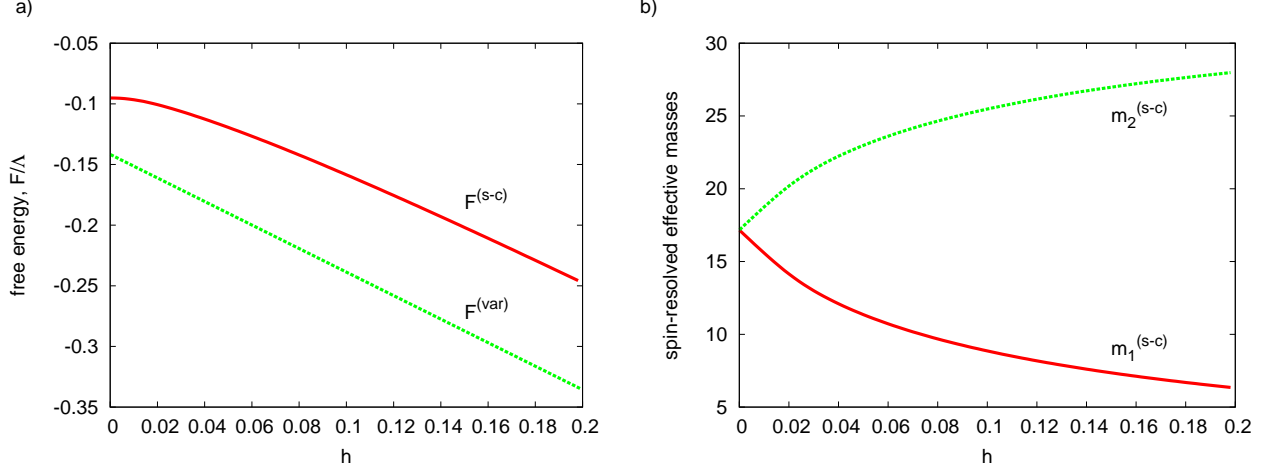 a)
free energy, F/Λ
-0.05
-0.1
-0.15
-0.2
-0.25
-0.3
-0.35
0 0.02 0.04 0.06 0.08 0.1 0.12 0.14 0.16 0.18 0.2
h
F^(s-c)
F^(var)
b)
spin-resolved effective masses
30
25
20
15
10
5
0 0.02 0.04 0.06 0.08 0.1 0.12 0.14 0.16 0.18 0.2
h
m_2^(s-c)
m_1^(s-c)